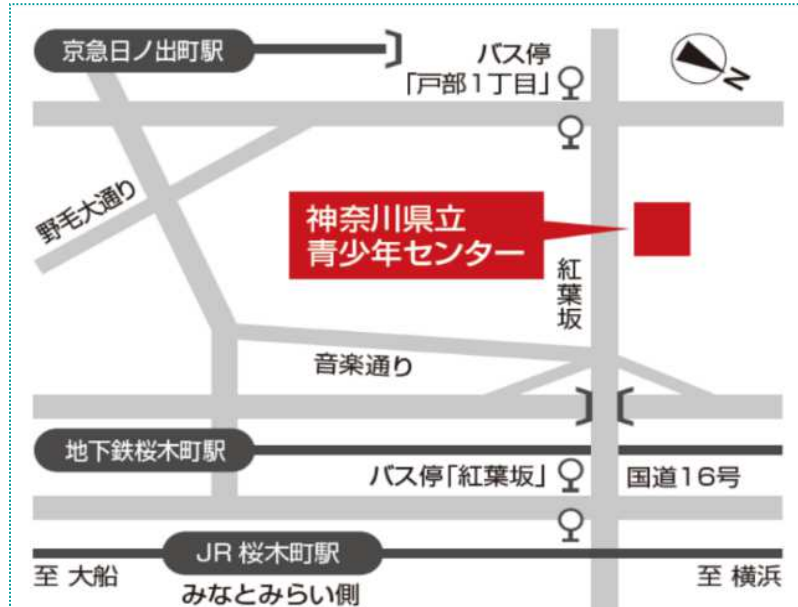 京急日ノ出町駅
バス停
「戸部1丁目」
N
野毛大通り
神奈川県立
青少年センター
紅葉坂
音楽通り
地下鉄桜木町駅
バス停「紅葉坂」
国道16号
JR 桜木町駅
至 大船
みなとみらい側
至 横浜